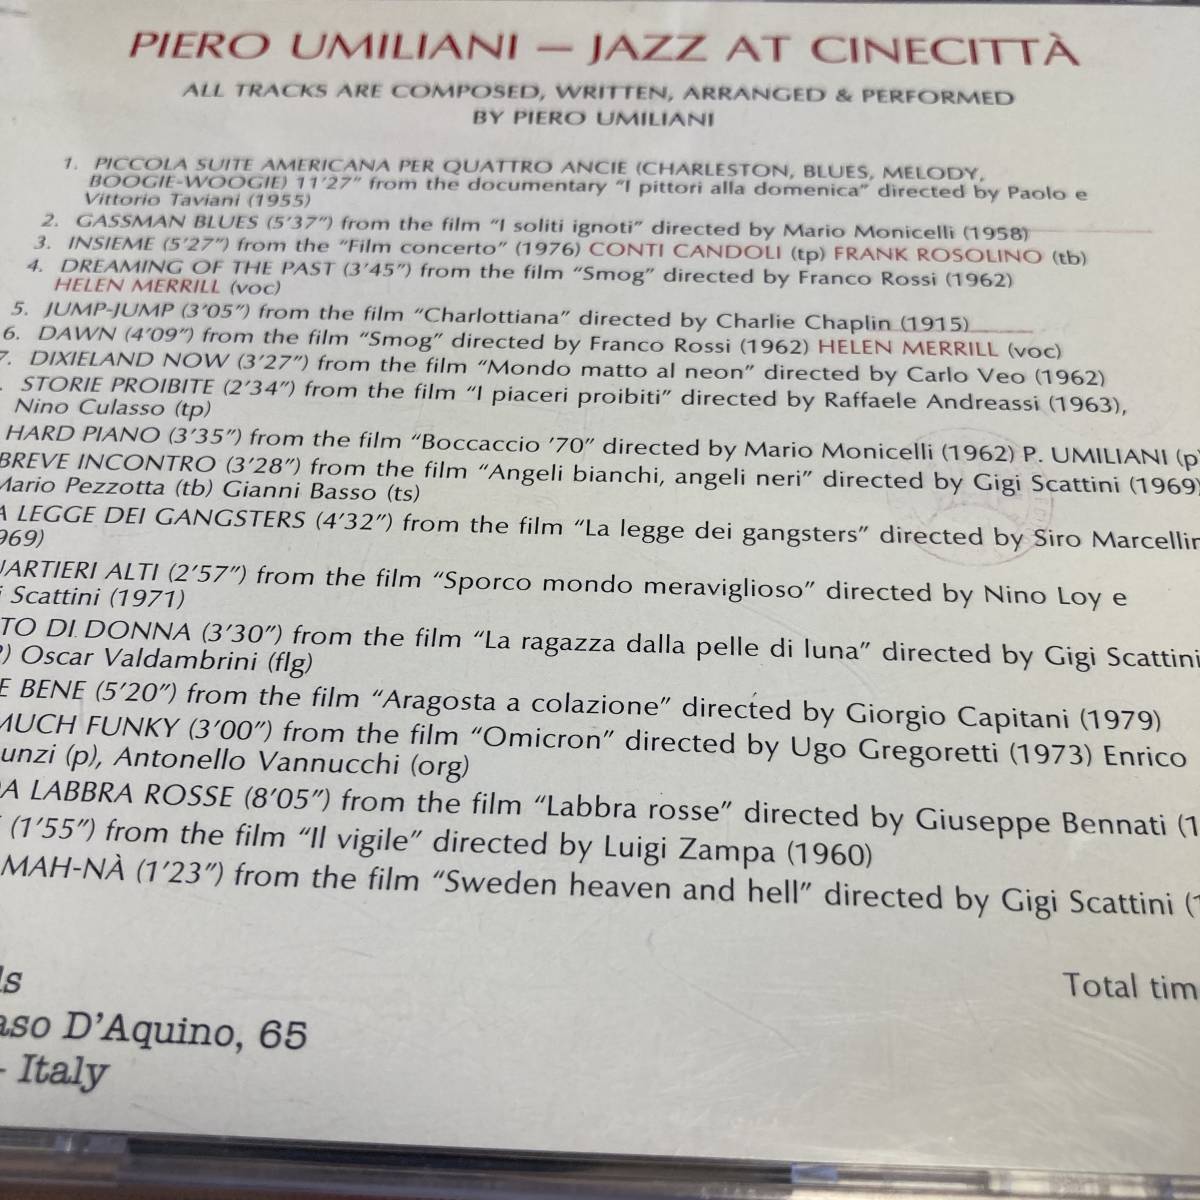 PIERO UMILIANI — JAZZ AT CINECITTÀ
ALL TRACKS ARE COMPOSED, WRITTEN, ARRANGED & PERFORMED
BY PIERO UMILIANI
1. PICCOLA SUITE AMERICANA PER QUATTRO ANCIE (CHARLESTON, BLUES, MELODY,
BOOGIE-WOOGIE) 11'27" from the documentary "I pittori alla domenica" directed by Paolo e
Vittorio Taviani (1955)
2. GASSMAN BLUES (5'37") from the film "I soliti ignoti" directed by Mario Monicelli (1958)
3. INSIEME (5'27") from the "Film concerto" (1976) CONTI CANDOLI (tp) FRANK ROSOLINO (tb)
4. DREAMING OF THE PAST (3'45") from the film "Smog" directed by Franco Rossi (1962)
HELEN MERRILL (voc)
5. JUMP-JUMP (3'05") from the film "Charlottiana" directed by Charlie Chaplin (1915)
6. DAWN (4'09") from the film "Smog" directed by Franco Rossi (1962) HELEN MERRILL (voc)
7. DIXIELAND NOW (3'27") from the film "Mondo matto al neon" directed by Carlo Veo (1962)
. STORIE PROIBITE (2'34") from the film "I piaceri proibiti" directed by Raffaele Andreassi (1963),
Nino Culasso (tp)
HARD PIANO (3'35") from the film "Boccaccio '70" directed by Mario Monicelli (1962) P. UMILIANI (p)
BREVE INCONTRO (3'28") from the film "Angeli bianchi, angeli neri" directed by Gigi Scattini (1969)
Mario Pezzotta (tb) Gianni Basso (ts)
A LEGGE DEI GANGSTERS (4'32") from the film "La legge dei gangsters" directed by Siro Marcellin
969)
UARTIERI ALTI (2'57") from the film "Sporco mondo meraviglioso" directed by Nino Loy e
i Scattini (1971)
TO DI DONNA (3'30") from the film "La ragazza dalla pelle di luna" directed by Gigi Scattini
2) Oscar Valdambrini (flg)
E BENE (5'20") from the film "Aragosta a colazione" directed by Giorgio Capitani (1979)
MUCH FUNKY (3'00") from the film "Omicron" directed by Ugo Gregoretti (1973) Enrico
unzi (p), Antonello Vannucchi (org)
DA LABBRA ROSSE (8'05") from the film "Labbra rosse" directed by Giuseppe Bennati (1
(1'55") from the film "Il vigile" directed by Luigi Zampa (1960)
MAH-NÀ (1'23") from the film "Sweden heaven and hell" directed by Gigi Scattini (1
ls
Total tim
aso D'Aquino, 65
- Italy